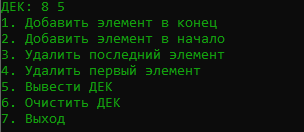 ДЕК: 8 5
1. Добавить элемент в конец
2. Добавить элемент в начало
3. Удалить последний элемент
4. Удалить первый элемент
5. Вывести ДЕК
6. Очистить ДЕК
7. Выход